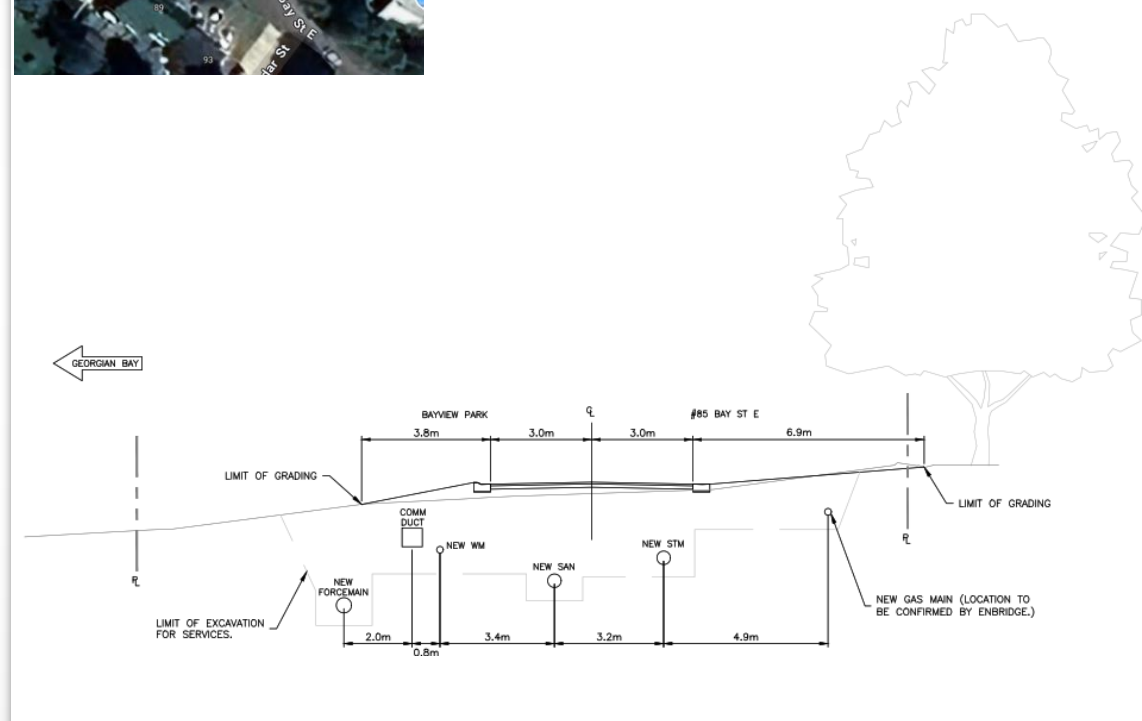 89
Bay St E
93
GEORGIAN BAY
BAYVIEW PARK
℄
#85 BAY ST E
3.8m
3.0m
3.0m
6.9m
LIMIT OF GRADING
LIMIT OF GRADING
COMM
DUCT
NEW WM
NEW STM
NEW SAN
℄
℄
NEW
FORCEMAIN
LIMIT OF EXCAVATION
FOR SERVICES.
NEW GAS MAIN (LOCATION TO
BE CONFIRMED BY ENBRIDGE.)
2.0m
0.8m
3.4m
3.2m
4.9m